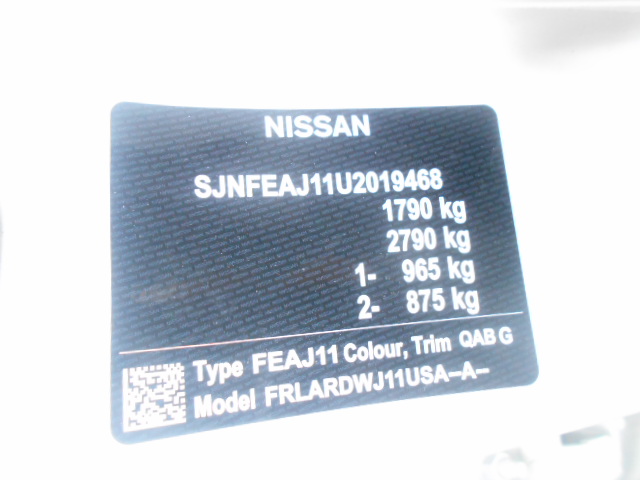 NISSAN
SJNFEAJ11U2019468
1790 kg
2790 kg
1- 965 kg
2- 875 kg
Type FEAJ11 Colour, Trim QAB G
Model FRLARDWJ11USA-A-